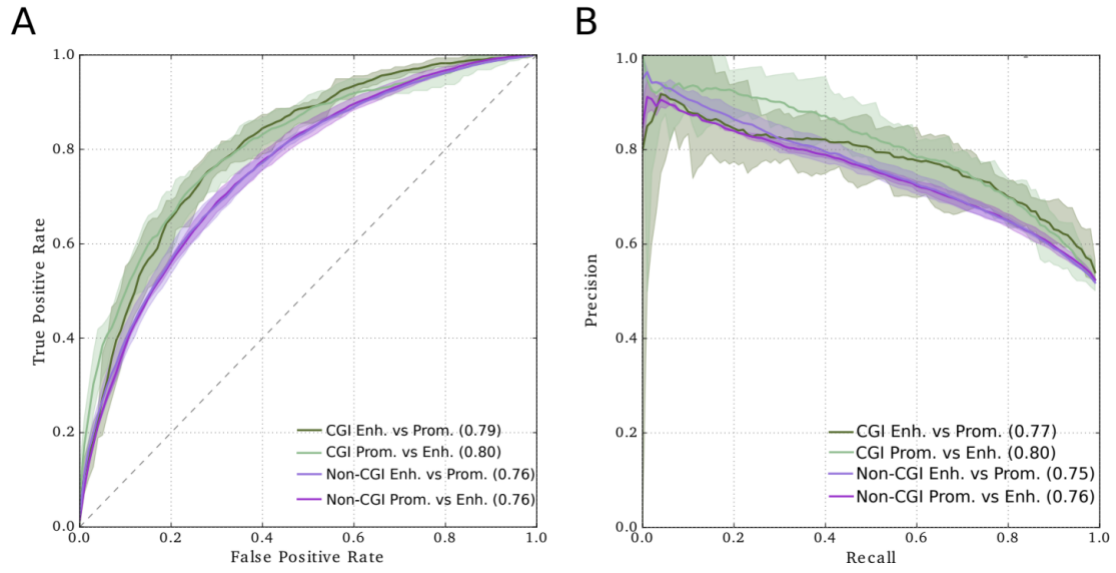 A
B
1.0
0.8
0.6
0.4
0.2
0.0
True Positive Rate
0.0 0.2 0.4 0.6 0.8 1.0
False Positive Rate
CGI Enh. vs Prom. (0.79)
CGI Prom. vs Enh. (0.80)
Non-CGI Enh. vs Prom. (0.76)
Non-CGI Prom. vs Enh. (0.76)
1.0
0.8
0.6
0.4
0.2
0.0
Precision
0.0 0.2 0.4 0.6 0.8 1.0
Recall
CGI Enh. vs Prom. (0.77)
CGI Prom. vs Enh. (0.80)
Non-CGI Enh. vs Prom. (0.75)
Non-CGI Prom. vs Enh. (0.76)